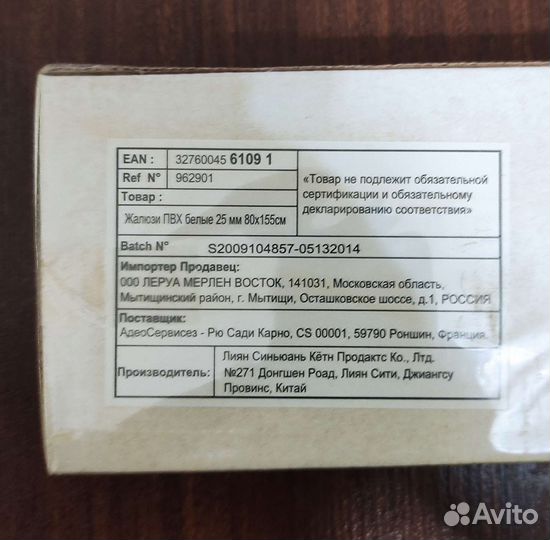 EAN : 32760045 6109 1
Ref N° 962901
Товар :
Жалюзи ПВХ белые 25 мм 80х155см
«Товар не подлежит обязательной
сертификации и обязательному
декларированию соответствия»
Batch N° S2009104857-05132014
Импортер Продавец:
ООО ЛЕРУА МЕРЛЕН ВОСТОК, 141031, Московская область,
Мытищинский район, г. Мытищи, Осташковское шоссе, д.1, РОССИЯ
Поставщик:
АдеоСервисез - Рю Сади Карно, CS 00001, 59790 Роншин, Франция.
Производитель:
Лиян Синьюань Кётн Продактс Ко., Лтд.
№271 Донгшен Роад, Лиян Сити, Джиангсу
Провинс, Китай
Avito